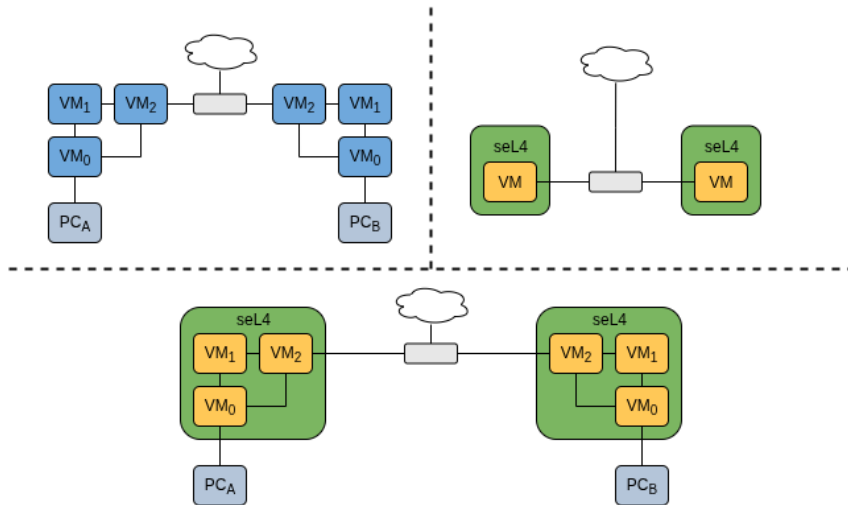 VM₁ VM₂ VM₂ VM₁
VM₀ VM₀
PCA PCB
seL4 seL4
VM VM
seL4 seL4
VM₁ VM₂ VM₂ VM₁
VM₀ VM₀
PCA PCB